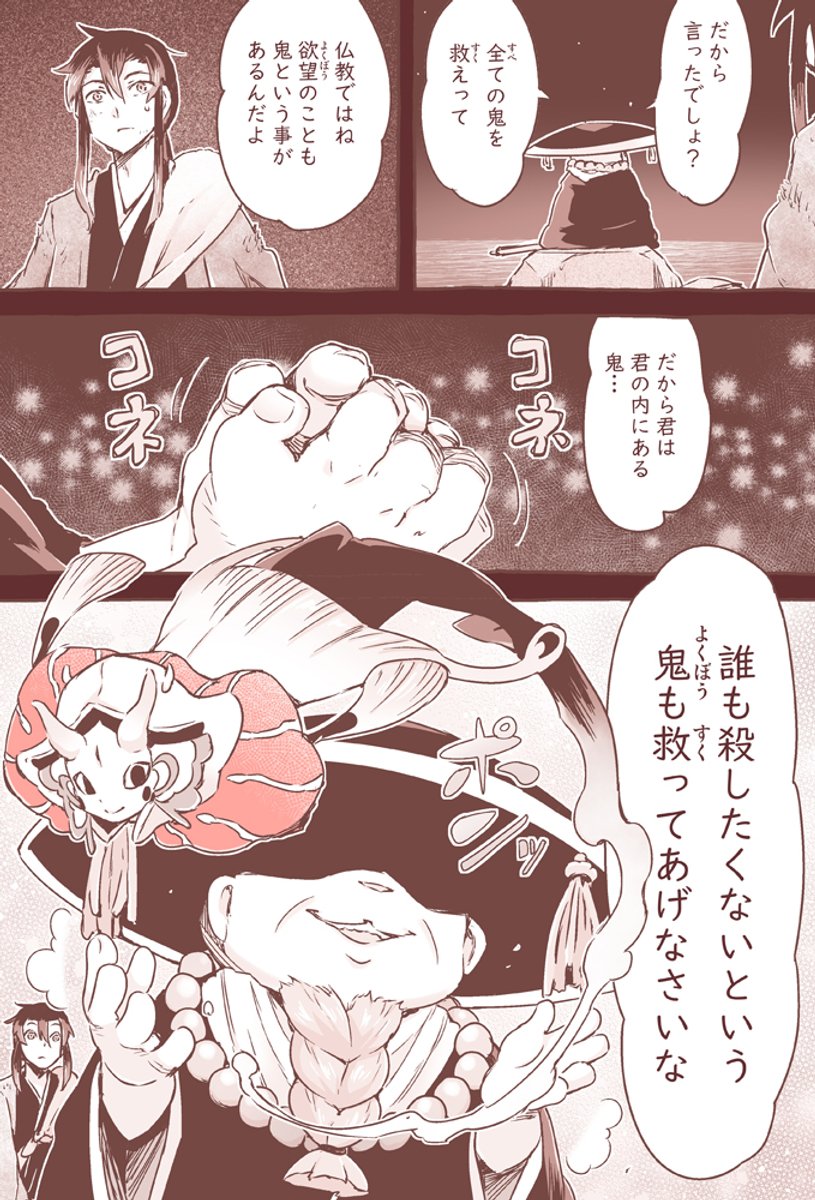 だから
言ったでしょ？
全ての鬼を
救えって
仏教ではね
欲望のことも
鬼という事が
あるんだよ
だから君は
君の内にある
鬼…
コネ
コネ
誰も殺したくないという
鬼も救ってあげなさいな
ポンッ